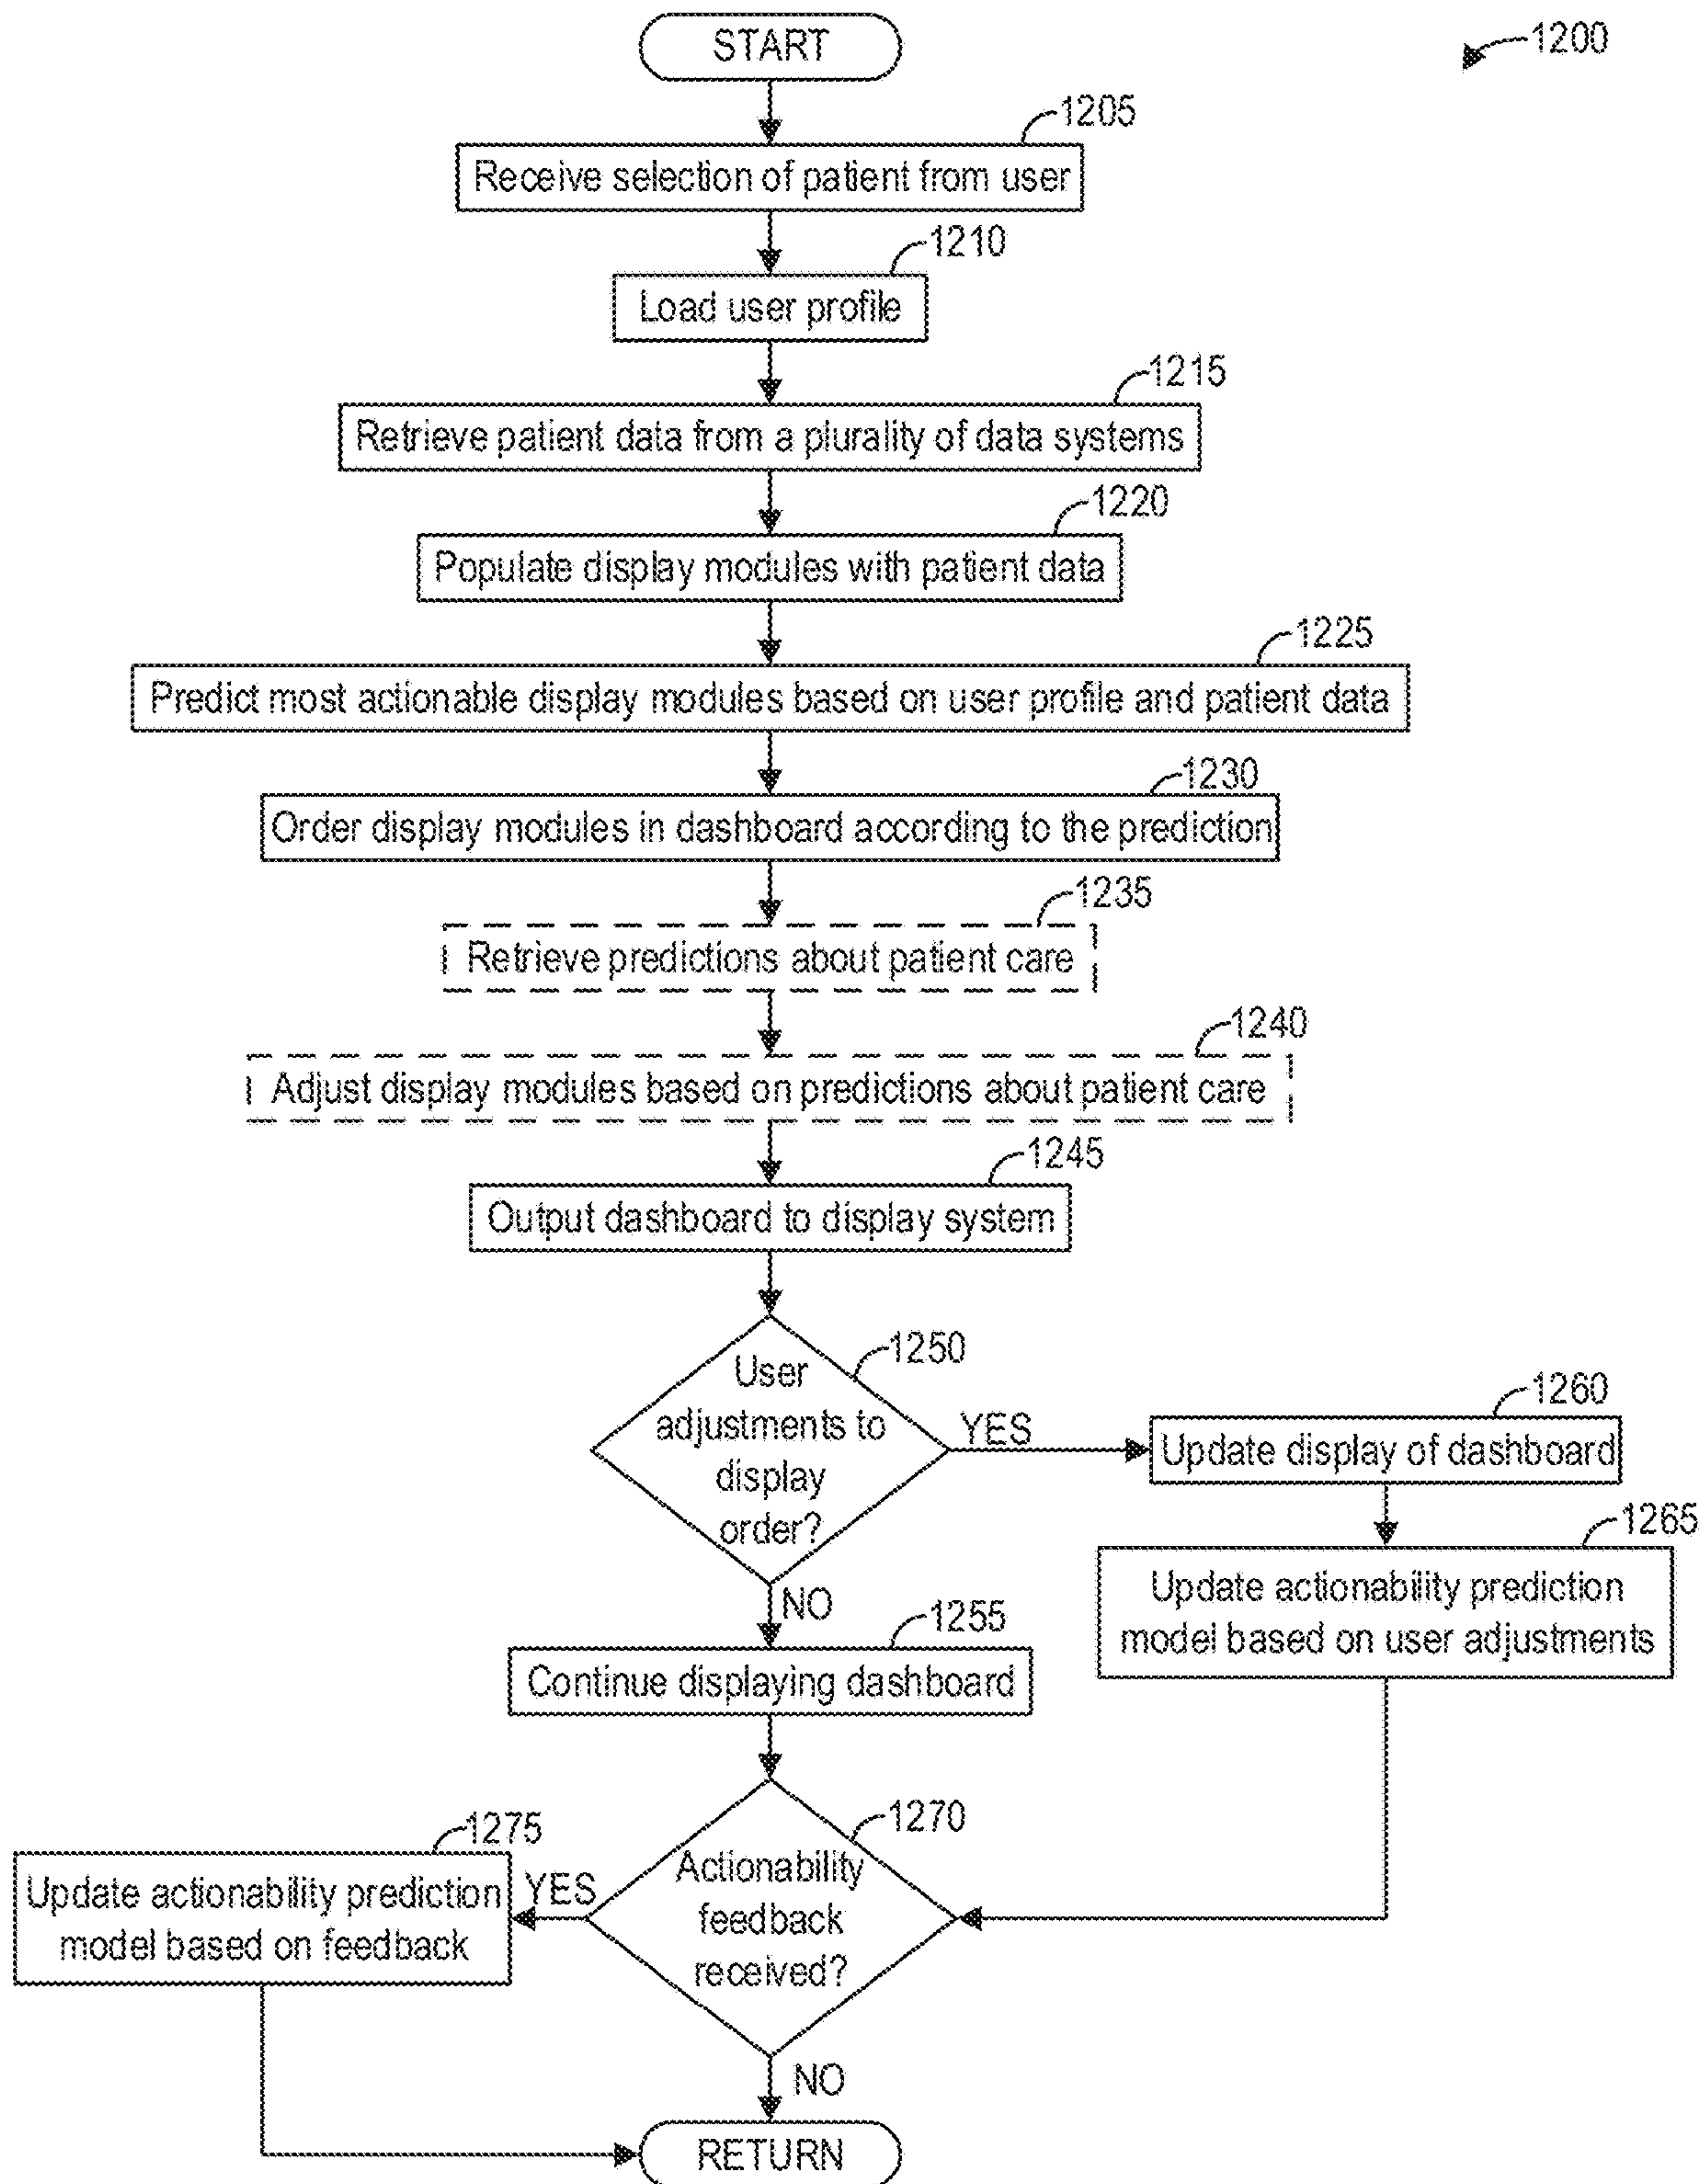 START
1200
1205
Receive selection of patient from user
1210
Load user profile
1215
Retrieve patient data from a plurality of data systems
1220
Populate display modules with patient data
1225
Predict most actionable display modules based on user profile and patient data
1230
Order display modules in dashboard according to the prediction
1235
Retrieve predictions about patient care
1240
Adjust display modules based on predictions about patient care
1245
Output dashboard to display system
1250
User
adjustments to
display
order?
YES
1260
Update display of dashboard
1265
Update actionability prediction
model based on user adjustments
NO
1255
Continue displaying dashboard
1270
Actionability
feedback
received?
YES
1275
Update actionability prediction
model based on feedback
NO
RETURN